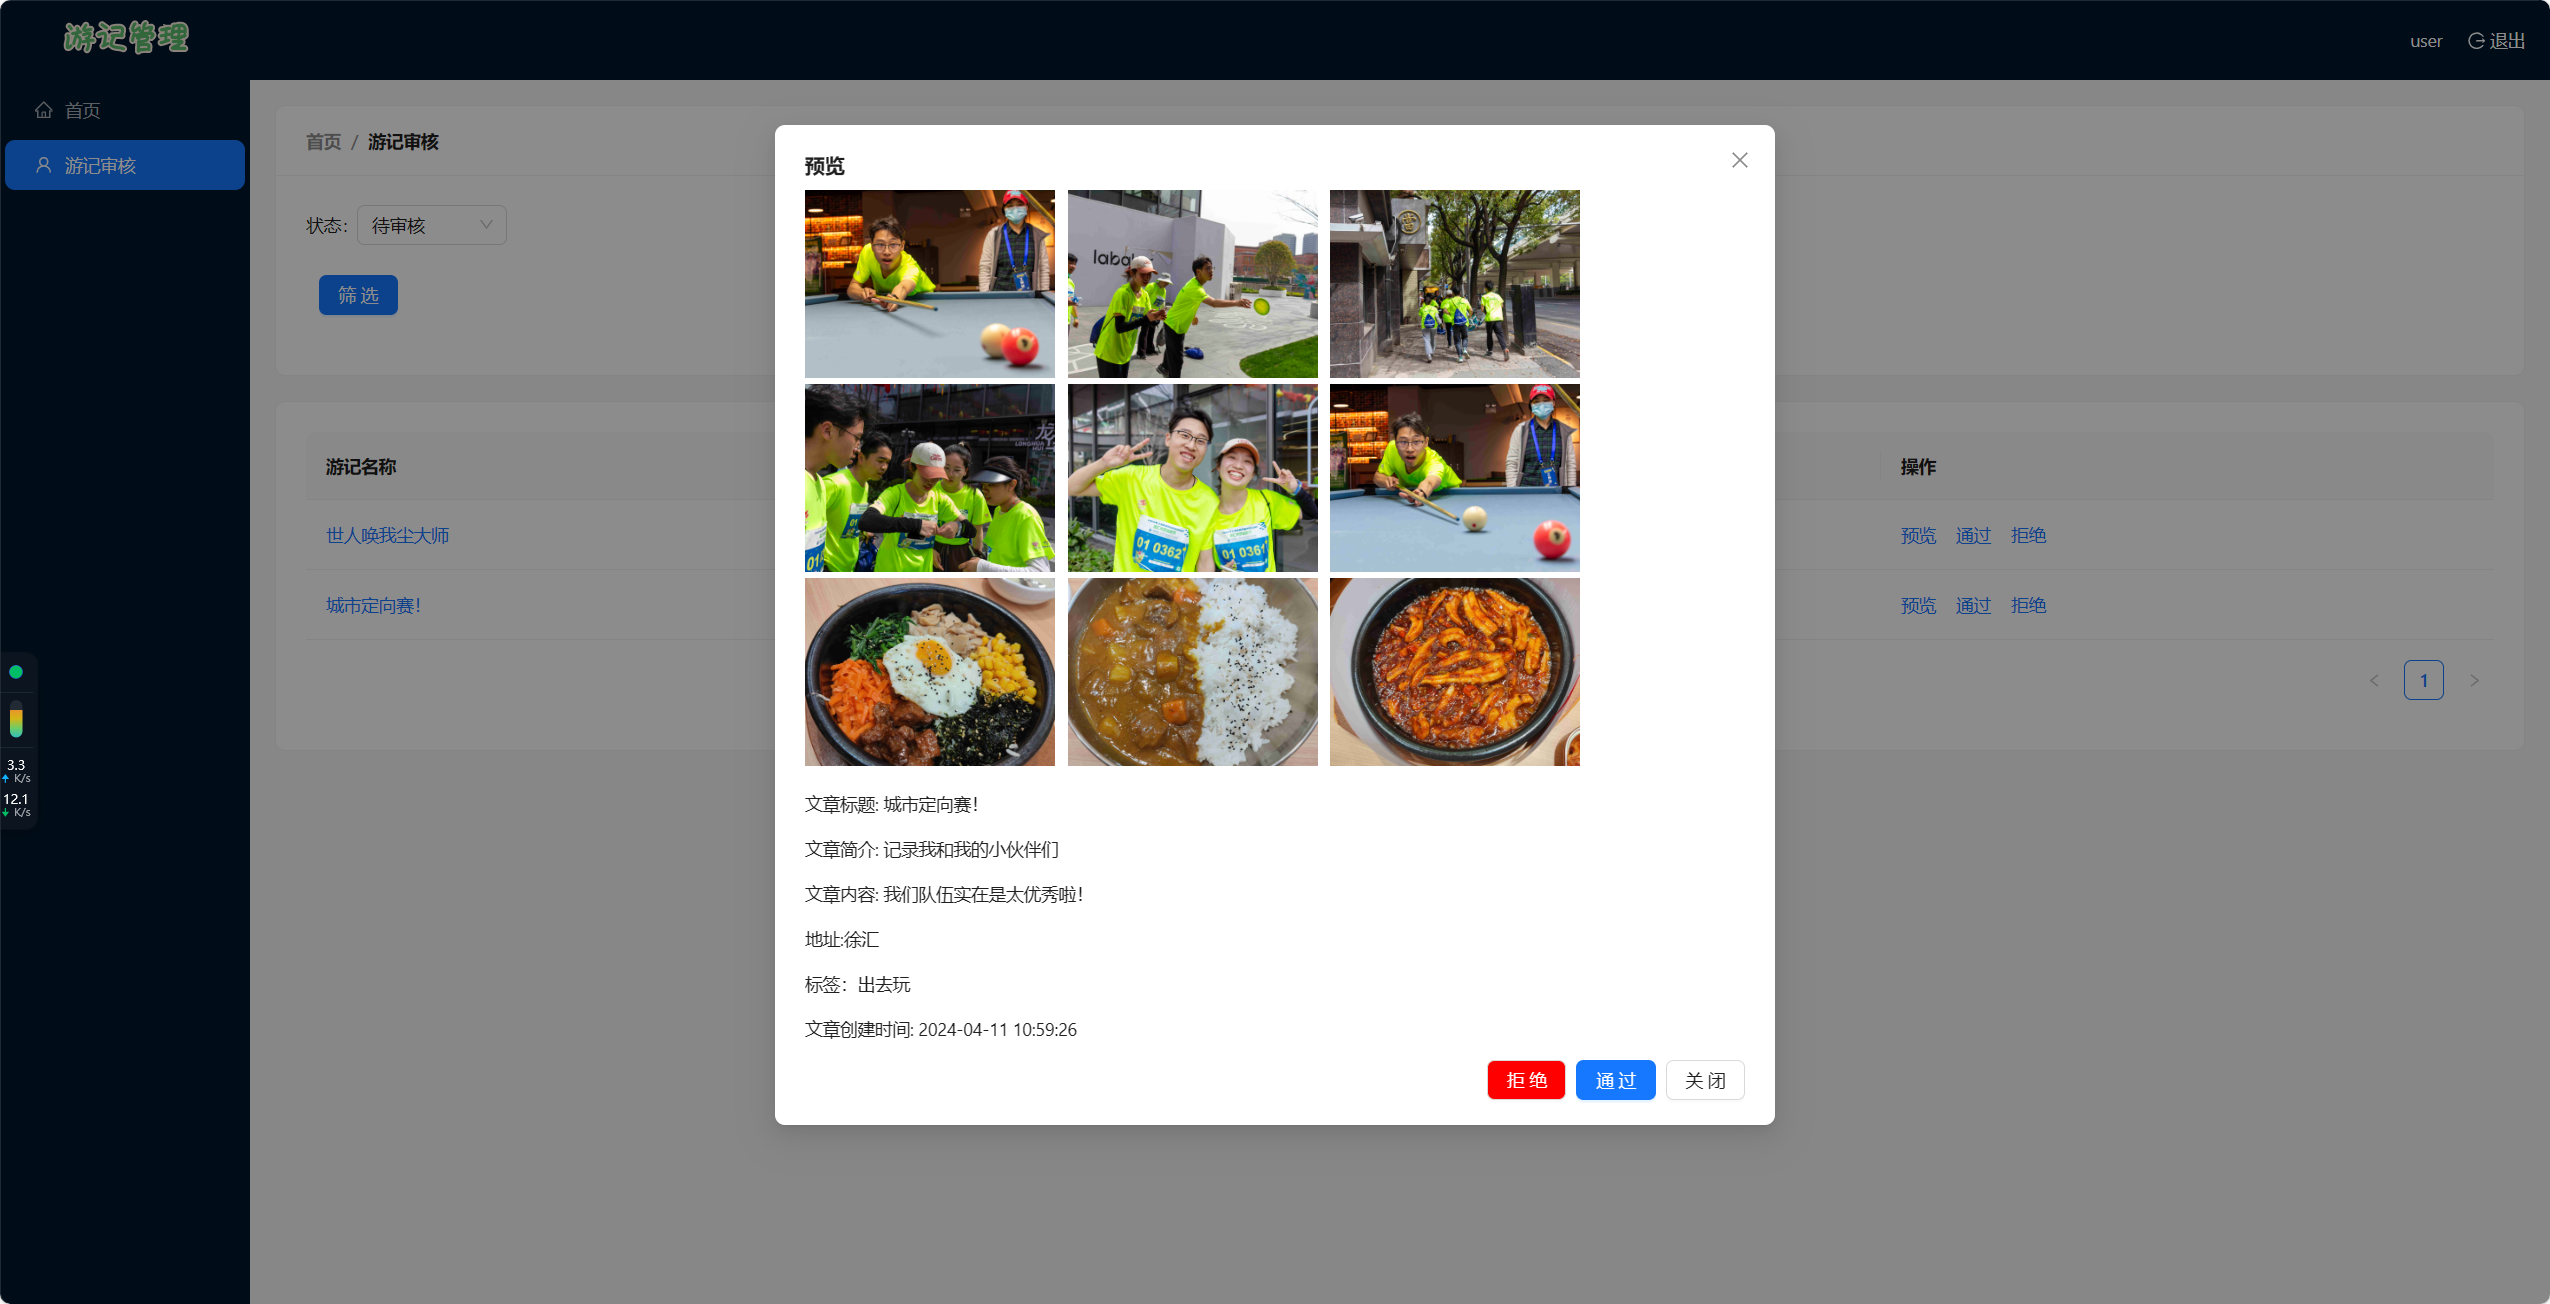 游记管理
user 退出
首页
游记审核
首页 / 游记审核
状态: 待审核
筛 选
游记名称
操作
世人唤我尘大师
预览 通过 拒绝
城市定向赛!
预览 通过 拒绝
1
3.3
K/s
12.1
K/s
预览
labal
龙
LONGHUA
HUT
01 0362
01 0361
01
文章标题: 城市定向赛!
文章简介: 记录我和我的小伙伴们
文章内容: 我们队伍实在是太优秀啦!
地址:徐汇
标签：出去玩
文章创建时间: 2024-04-11 10:59:26
拒 绝
通 过
关 闭